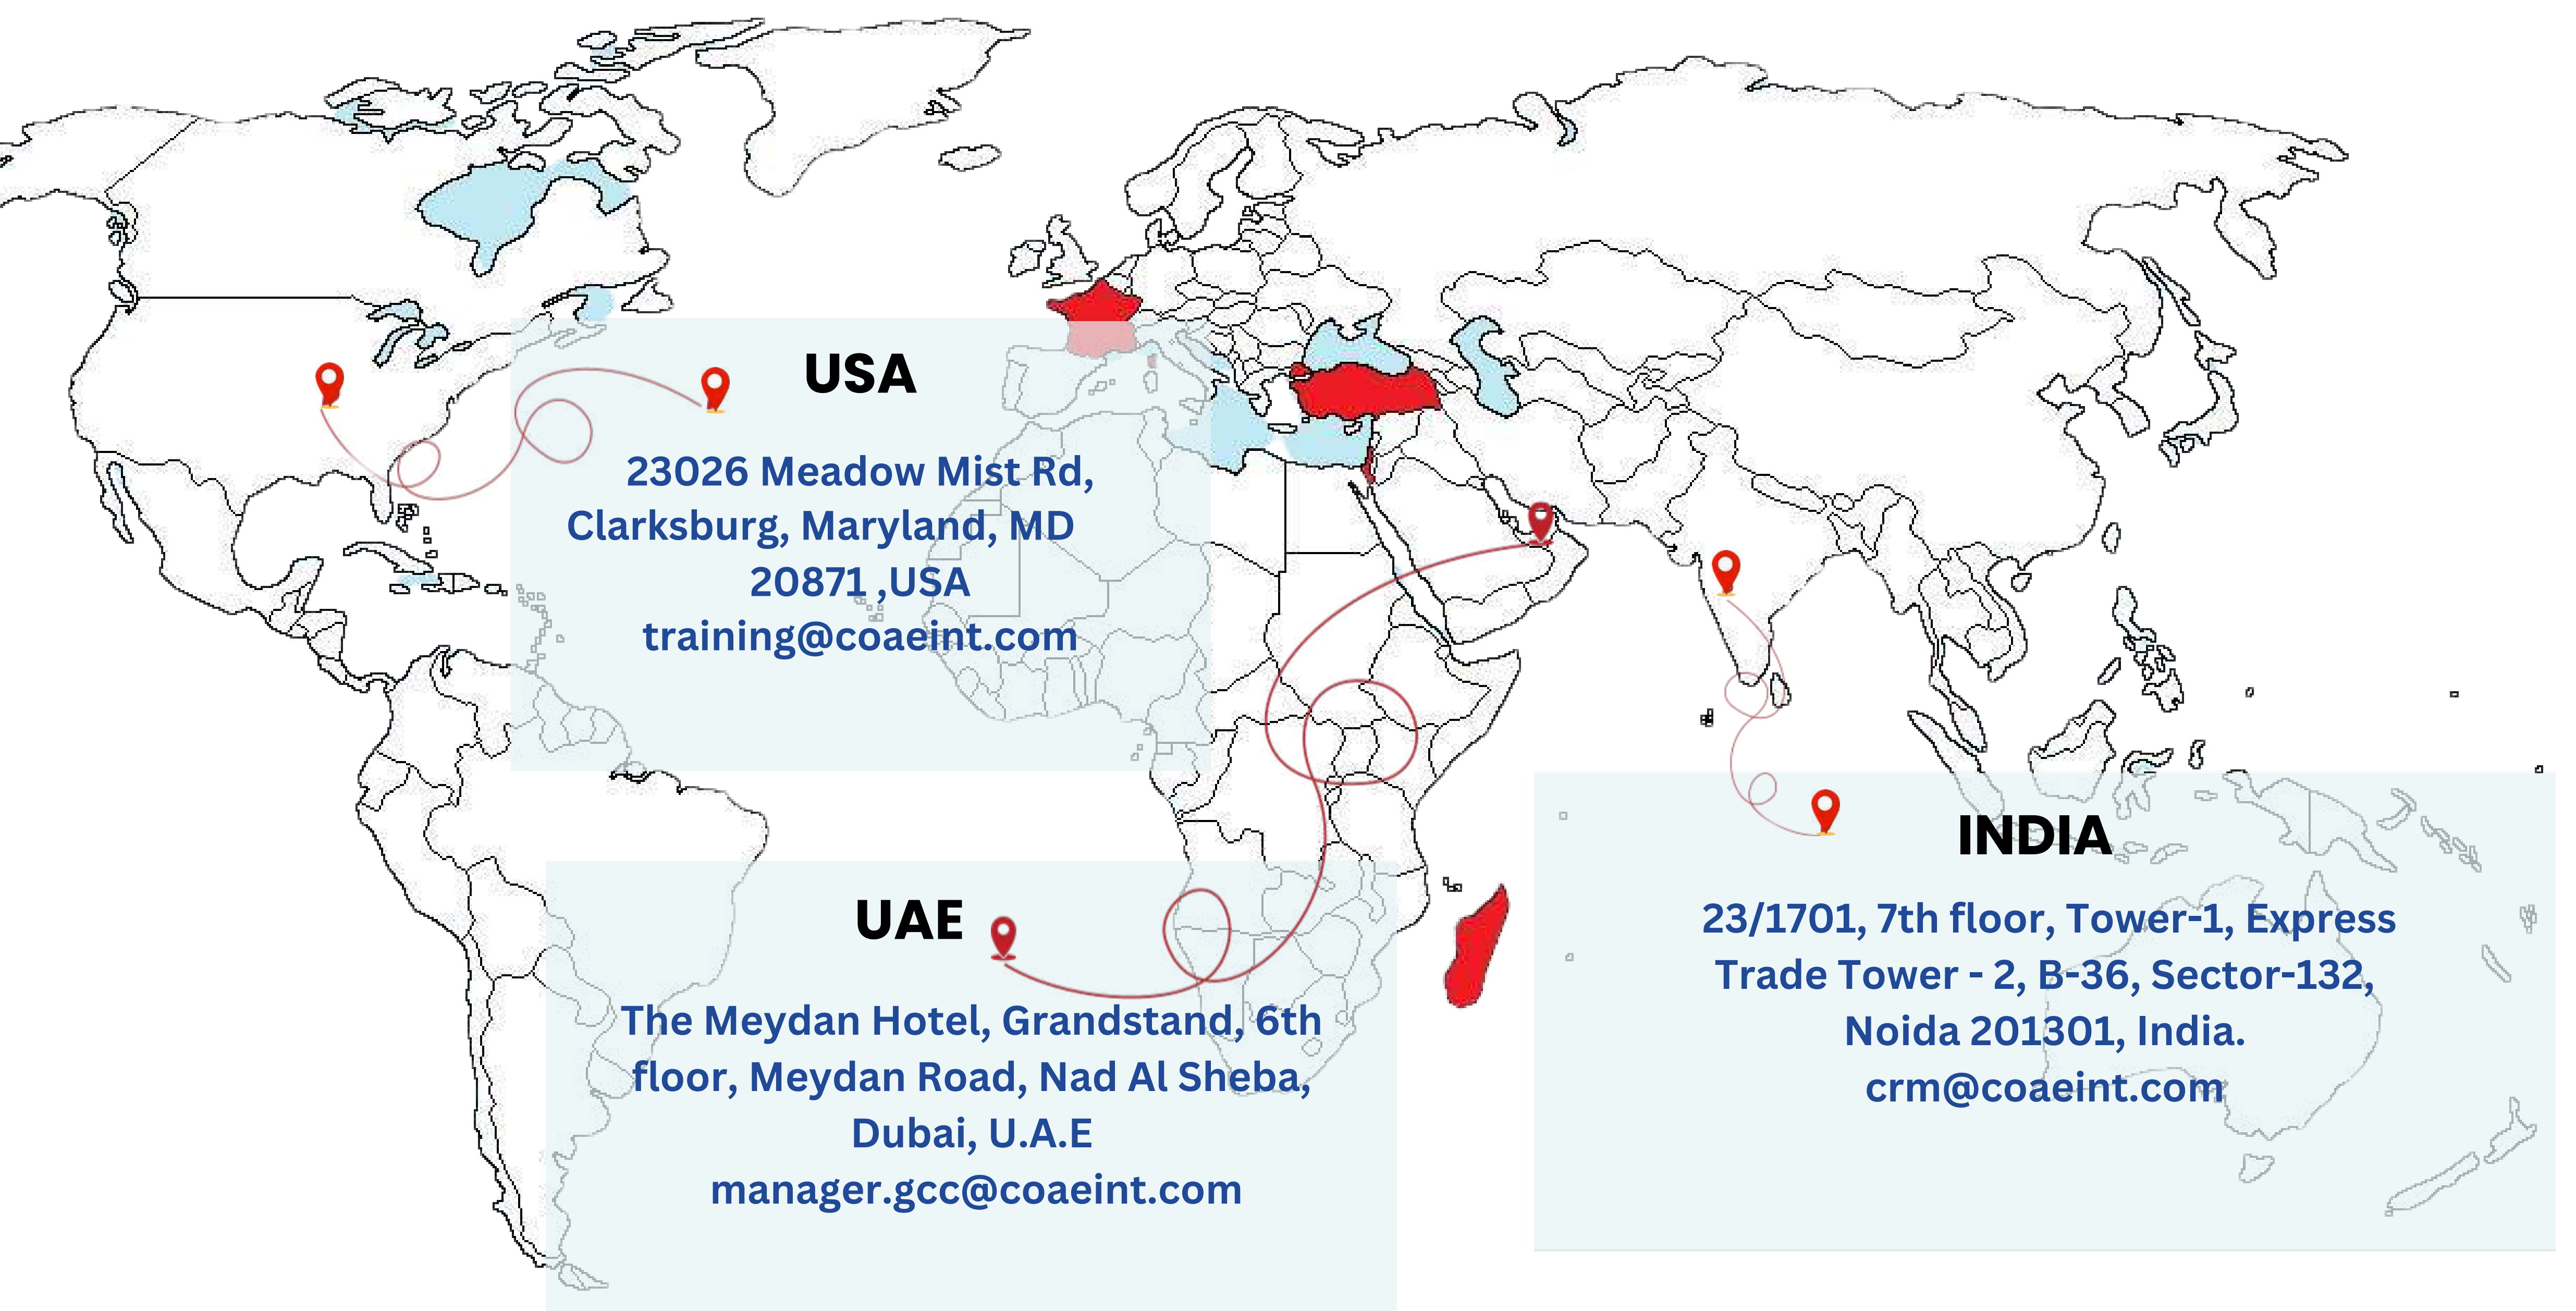 USA
23026 Meadow Mist Rd,
Clarksburg, Maryland, MD
20871 ,USA
training@coaeint.com
UAE
The Meydan Hotel, Grandstand, 6th
floor, Meydan Road, Nad Al Sheba,
Dubai, U.A.E
manager.gcc@coaeint.com
INDIA
23/1701, 7th floor, Tower-1, Express
Trade Tower - 2, B-36, Sector-132,
Noida 201301, India.
crm@coaeint.com